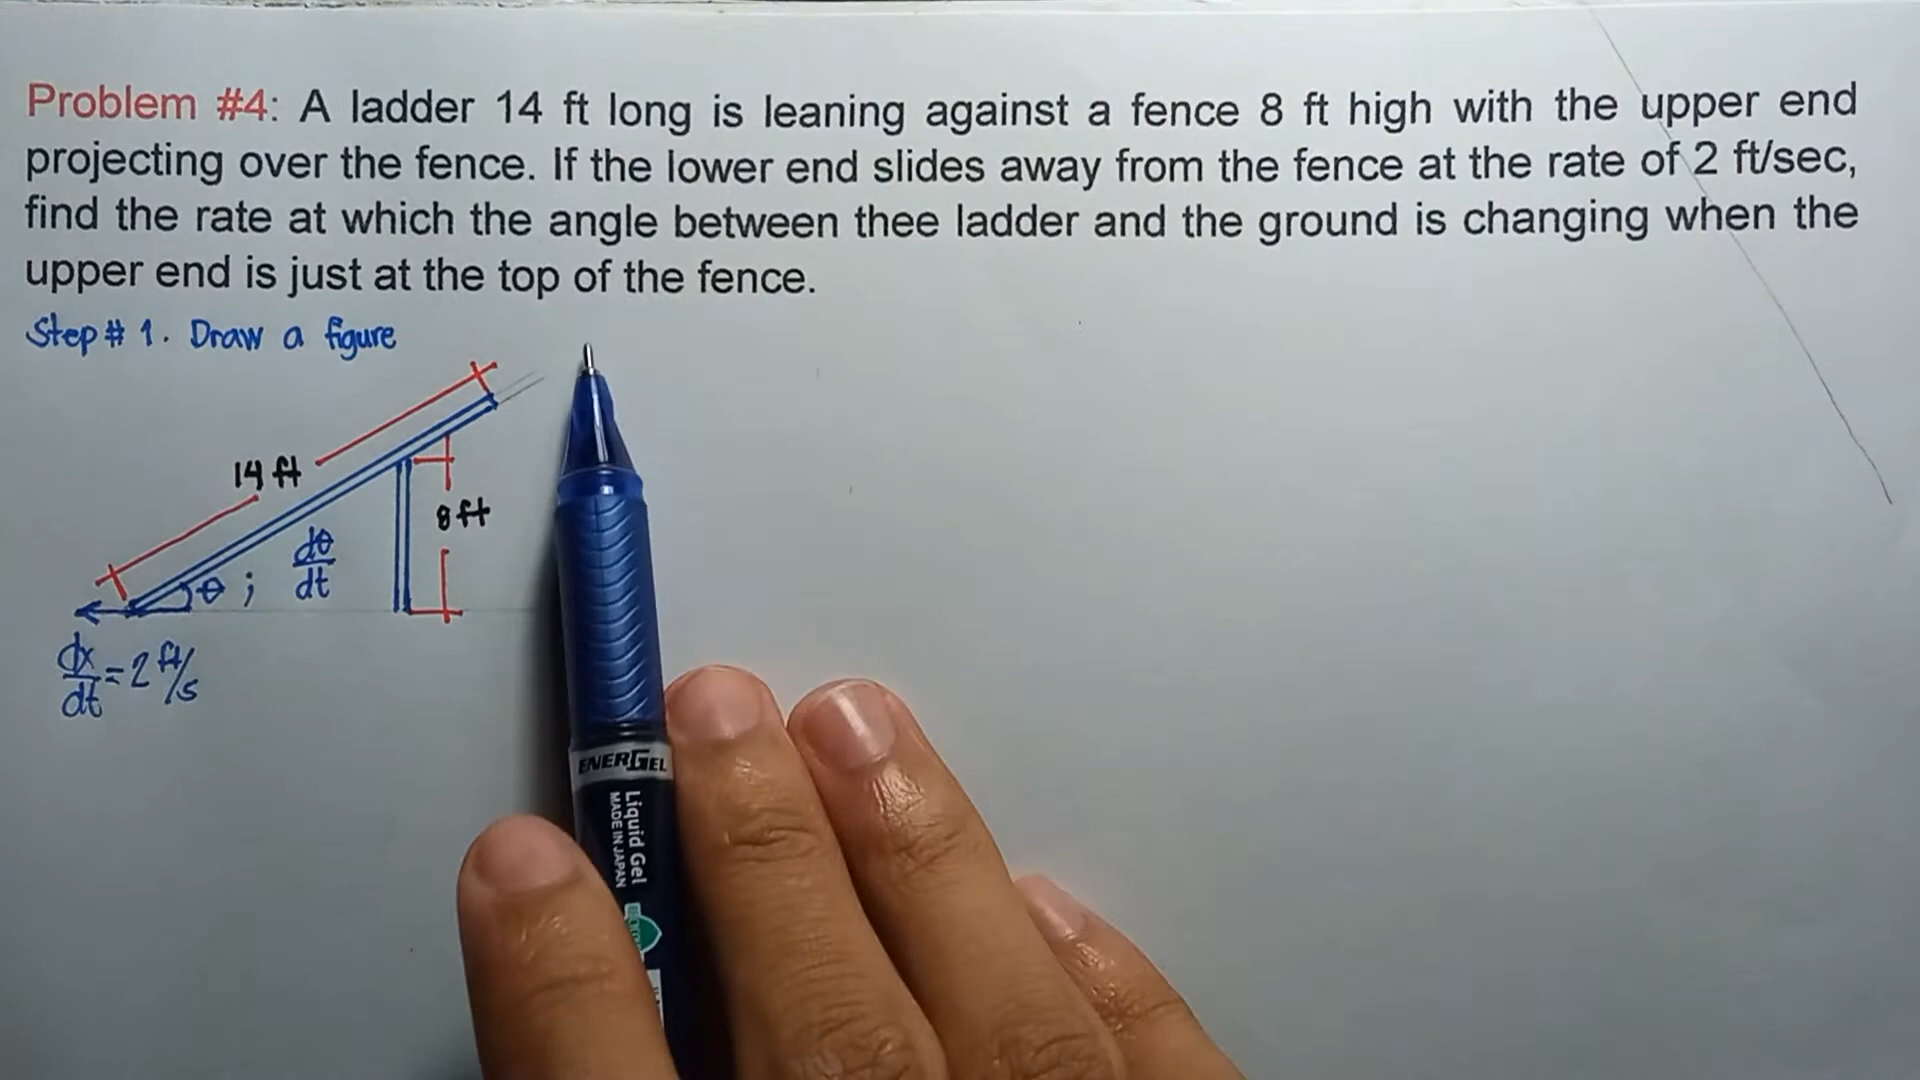 Problem #4: A ladder 14 ft long is leaning against a fence 8 ft high with the upper end
projecting over the fence. If the lower end slides away from the fence at the rate of 2 ft/sec,
find the rate at which the angle between thee ladder and the ground is changing when the
upper end is just at the top of the fence.
Step # 1. Draw a figure
14 ft
8 ft
θ ; dθ/dt
dx/dt = 2 ft/s
ENERGEL
Liquid Gel
MADE IN JAPAN